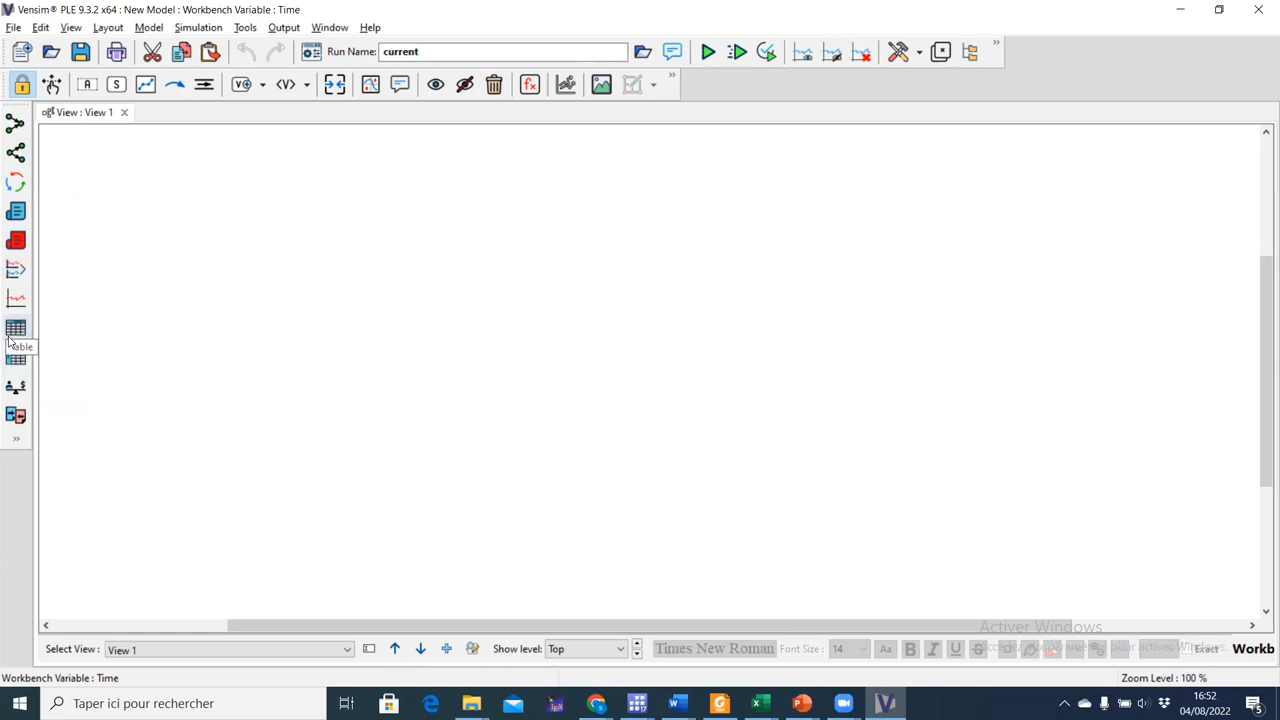 Vensim® PLE 9.3.2 x64 : New Model : Workbench Variable : Time
File Edit View Layout Model Simulation Tools Output Window Help
Run Name: current
View : View 1
Select View : View 1 Show level: Top Times New Roman Font Size : 14 Aa B I U S Exact Workb
Activer Windows
Workbench Variable : Time Zoom Level : 100 %
Taper ici pour rechercher
16:52
04/08/2022